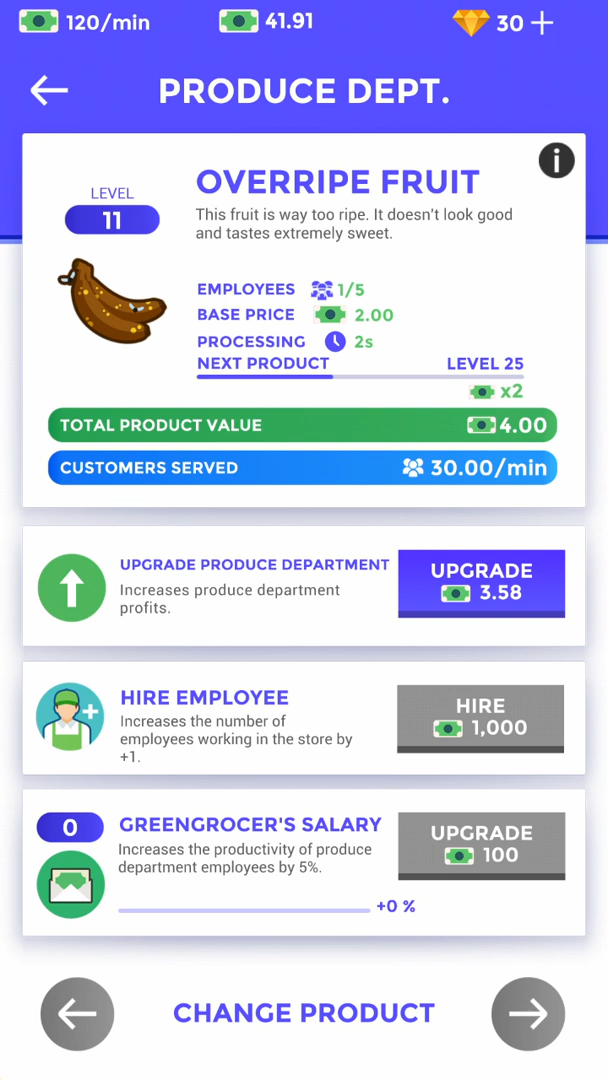 120/min 41.91 30
PRODUCE DEPT.
i
LEVEL
11
OVERRIPE FRUIT
This fruit is way too ripe. It doesn't look good
and tastes extremely sweet.
EMPLOYEES 1/5
BASE PRICE 2.00
PROCESSING 2s
NEXT PRODUCT LEVEL 25
x2
TOTAL PRODUCT VALUE 4.00
CUSTOMERS SERVED 30.00/min
UPGRADE PRODUCE DEPARTMENT
Increases produce department
profits.
UPGRADE
3.58
HIRE EMPLOYEE
Increases the number of
employees working in the store by
+1.
HIRE
1,000
0
GREENGROCER'S SALARY
Increases the productivity of produce
department employees by 5%.
+0 %
UPGRADE
100
CHANGE PRODUCT